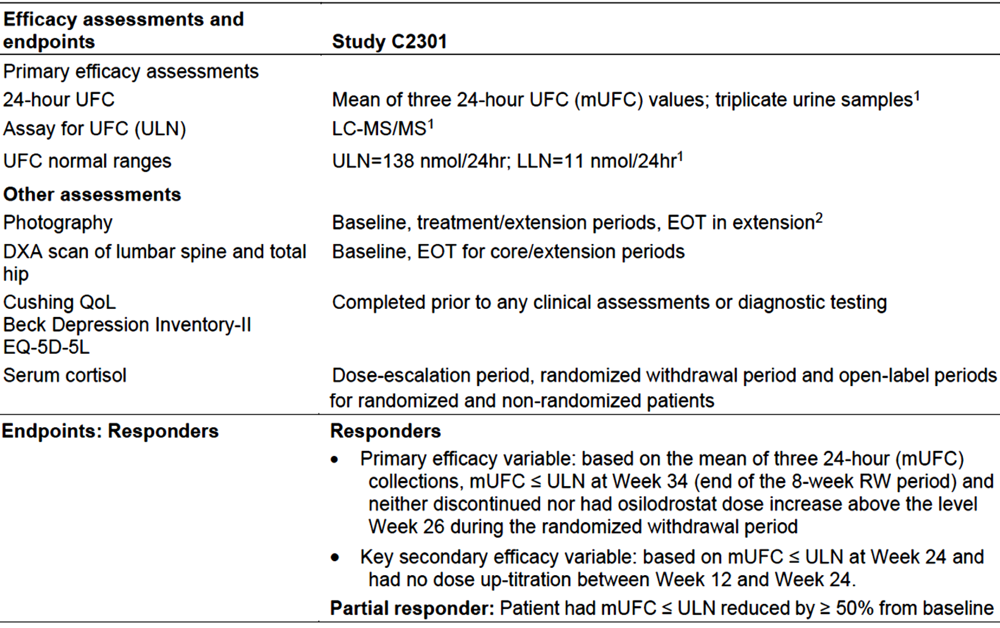 Efficacy assessments and
endpoints Study C2301
Primary efficacy assessments
24-hour UFC Mean of three 24-hour UFC (mUFC) values; triplicate urine samples¹
Assay for UFC (ULN) LC-MS/MS¹
UFC normal ranges ULN=138 nmol/24hr; LLN=11 nmol/24hr¹
Other assessments
Photography Baseline, treatment/extension periods, EOT in extension²
DXA scan of lumbar spine and total Baseline, EOT for core/extension periods
hip
Cushing QoL Completed prior to any clinical assessments or diagnostic testing
Beck Depression Inventory-II
EQ-5D-5L
Serum cortisol Dose-escalation period, randomized withdrawal period and open-label periods
for randomized and non-randomized patients
Endpoints: Responders Responders
• Primary efficacy variable: based on the mean of three 24-hour (mUFC)
collections, mUFC ≤ ULN at Week 34 (end of the 8-week RW period) and
neither discontinued nor had osilodrostat dose increase above the level
Week 26 during the randomized withdrawal period
• Key secondary efficacy variable: based on mUFC ≤ ULN at Week 24 and
had no dose up-titration between Week 12 and Week 24.
Partial responder: Patient had mUFC ≤ ULN reduced by ≥ 50% from baseline